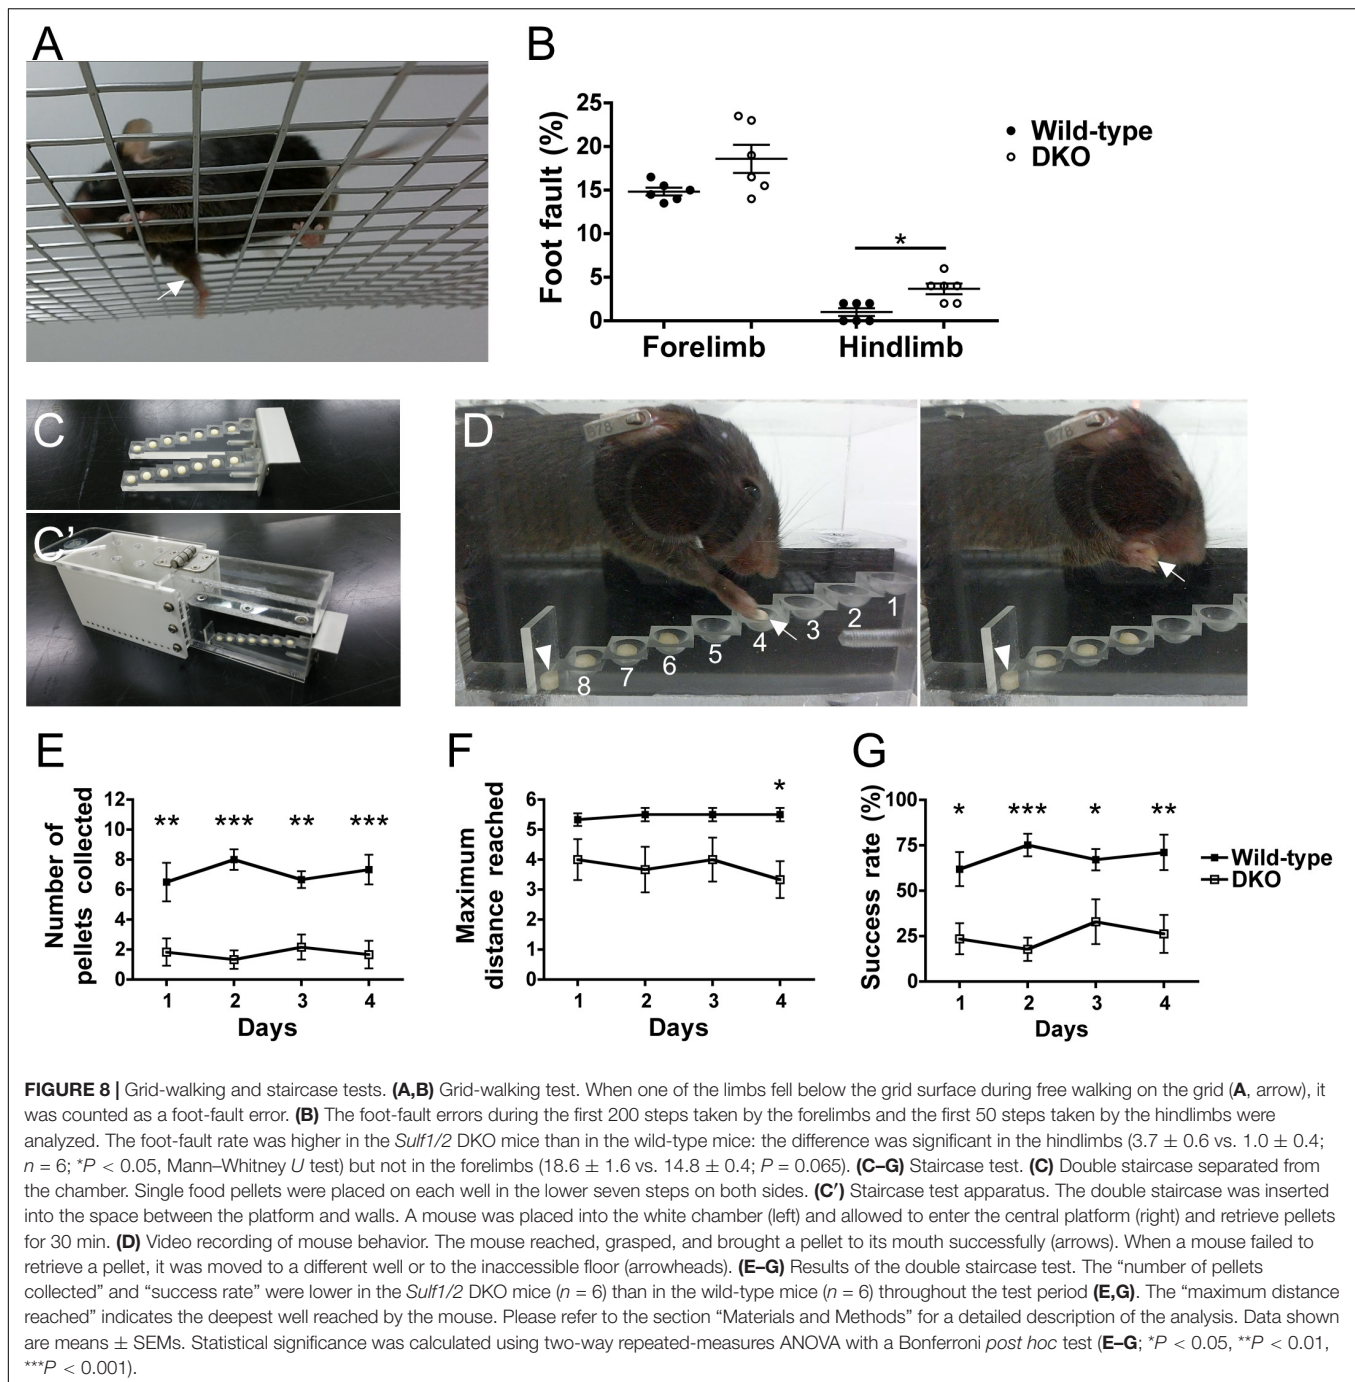 A
B
25
20
15
10
5
0
Foot fault (%)
*
Forelimb
Hindlimb
Wild-type
DKO
C
C'
D
878
1
2
3
4
5
6
7
8
878
E
Number of
pellets collected
12
10
8
6
4
2
0
** *** ** ***
1 2 3 4
Days
F
Maximum
distance reached
6
5
4
3
2
1
0
*
1 2 3 4
Days
G
Success rate (%)
100
75
50
25
0
* *** * **
1 2 3 4
Days
Wild-type
DKO
FIGURE 8 | Grid-walking and staircase tests. (A,B) Grid-walking test. When one of the limbs fell below the grid surface during free walking on the grid (A, arrow), it
was counted as a foot-fault error. (B) The foot-fault errors during the first 200 steps taken by the forelimbs and the first 50 steps taken by the hindlimbs were
analyzed. The foot-fault rate was higher in the Sulf1/2 DKO mice than in the wild-type mice: the difference was significant in the hindlimbs (3.7 ± 0.6 vs. 1.0 ± 0.4;
n = 6; *P < 0.05, Mann–Whitney U test) but not in the forelimbs (18.6 ± 1.6 vs. 14.8 ± 0.4; P = 0.065). (C–G) Staircase test. (C) Double staircase separated from
the chamber. Single food pellets were placed on each well in the lower seven steps on both sides. (C′) Staircase test apparatus. The double staircase was inserted
into the space between the platform and walls. A mouse was placed into the white chamber (left) and allowed to enter the central platform (right) and retrieve pellets
for 30 min. (D) Video recording of mouse behavior. The mouse reached, grasped, and brought a pellet to its mouth successfully (arrows). When a mouse failed to
retrieve a pellet, it was moved to a different well or to the inaccessible floor (arrowheads). (E–G) Results of the double staircase test. The “number of pellets
collected” and “success rate” were lower in the Sulf1/2 DKO mice (n = 6) than in the wild-type mice (n = 6) throughout the test period (E,G). The “maximum distance
reached” indicates the deepest well reached by the mouse. Please refer to the section “Materials and Methods” for a detailed description of the analysis. Data shown
are means ± SEMs. Statistical significance was calculated using two-way repeated-measures ANOVA with a Bonferroni post hoc test (E–G; *P < 0.05, **P < 0.01,
***P < 0.001).